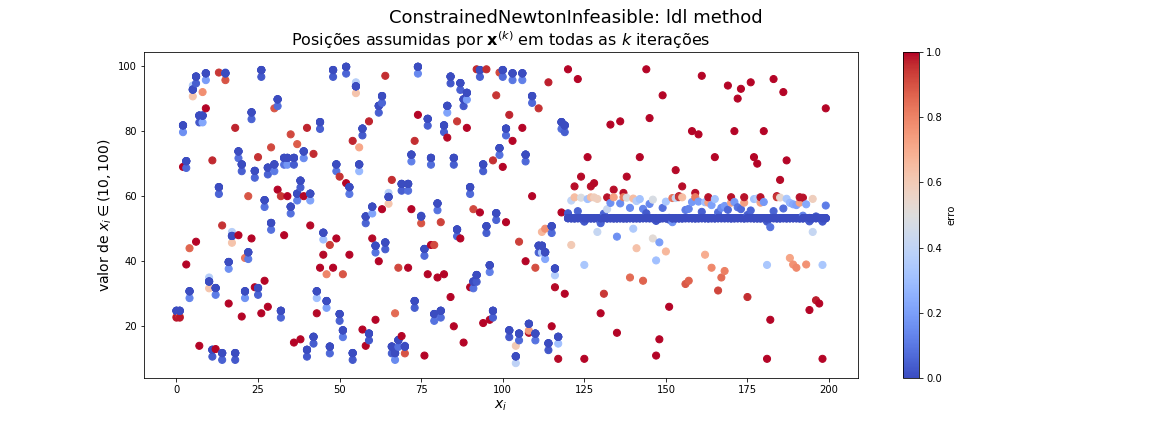 ConstrainedNewtonInfeasible: ldl method
Posições assumidas por x^(k) em todas as k iterações
valor de x_i ∈ (10, 100)
100
80
60
40
20
0 25 50 75 100 125 150 175 200
x_i
1.0
0.8
0.6
0.4
0.2
0.0
erro